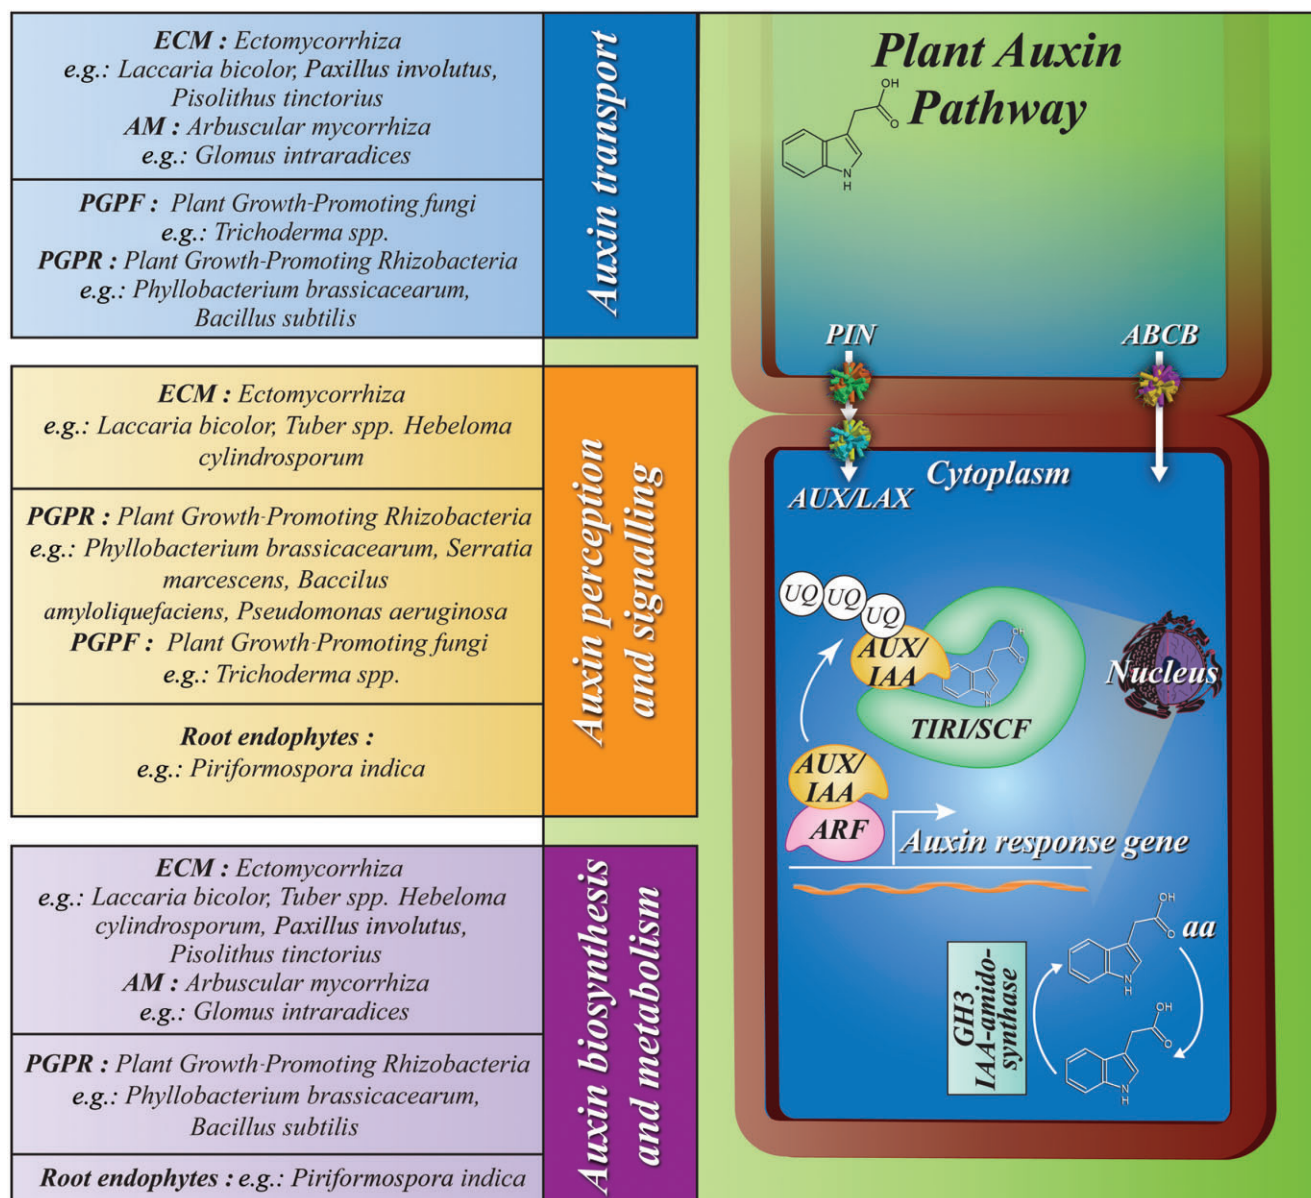 ECM : Ectomycorrhiza
e.g.: Laccaria bicolor, Paxillus involutus,
Pisolithus tinctorius
AM : Arbuscular mycorrhiza
e.g.: Glomus intraradices
PGPF : Plant Growth-Promoting fungi
e.g.: Trichoderma spp.
PGPR : Plant Growth-Promoting Rhizobacteria
e.g.: Phyllobacterium brassicacearum,
Bacillus subtilis
Auxin transport
ECM : Ectomycorrhiza
e.g.: Laccaria bicolor, Tuber spp. Hebeloma
cylindrosporum
PGPR : Plant Growth-Promoting Rhizobacteria
e.g.: Phyllobacterium brassicacearum, Serratia
marcescens, Baccilus
amyloliquefaciens, Pseudomonas aeruginosa
PGPF : Plant Growth-Promoting fungi
e.g.: Trichoderma spp.
Root endophytes :
e.g.: Piriformospora indica
Auxin perception
and signalling
ECM : Ectomycorrhiza
e.g.: Laccaria bicolor, Tuber spp. Hebeloma
cylindrosporum, Paxillus involutus,
Pisolithus tinctorius
AM : Arbuscular mycorrhiza
e.g.: Glomus intraradices
PGPR : Plant Growth-Promoting Rhizobacteria
e.g.: Phyllobacterium brassicacearum,
Bacillus subtilis
Root endophytes : e.g.: Piriformospora indica
Auxin biosynthesis
and metabolism
Plant Auxin
Pathway
OH
O
N
H
PIN
ABCB
AUX/LAX
Cytoplasm
UQ
UQ
UQ
AUX/
IAA
OH
O
N
H
TIRI/SCF
Nucleus
AUX/
IAA
ARF
Auxin response gene
GH3
IAA-amido-
synthase
OH
O
aa
N
H
OH
O
N
H